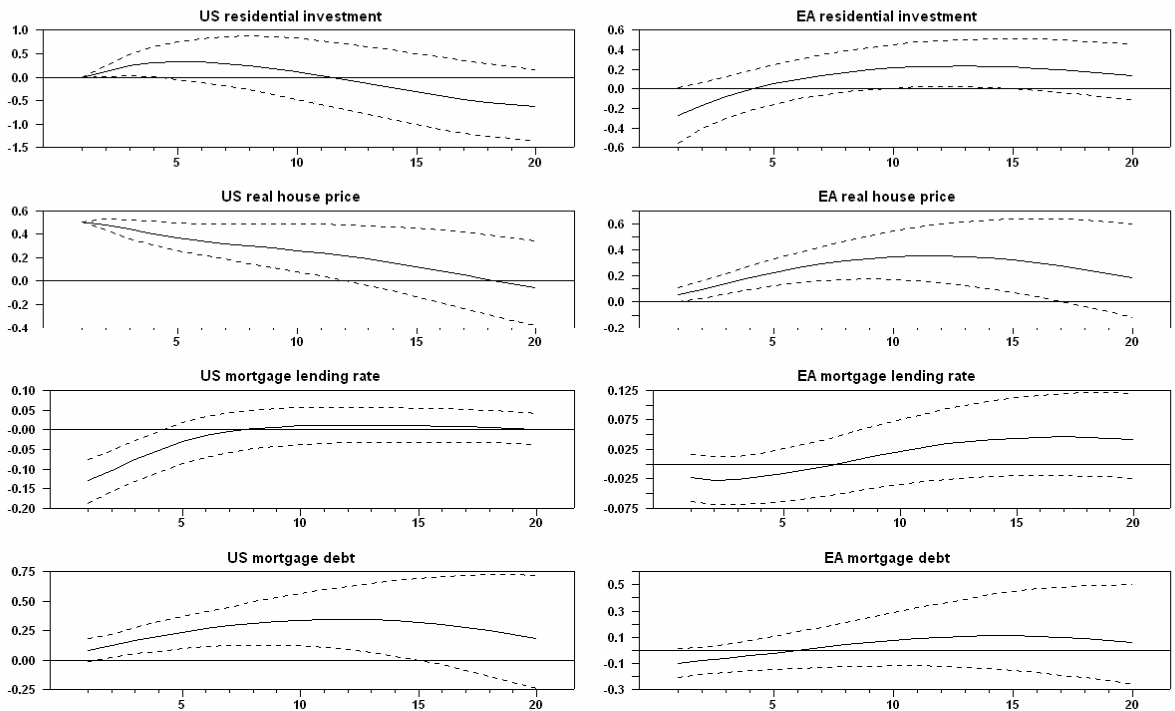 US residential investment
1.0
0.5
0.0
-0.5
-1.0
-1.5
5 10 15 20
EA residential investment
0.6
0.4
0.2
0.0
-0.2
-0.4
-0.6
5 10 15 20
US real house price
0.6
0.4
0.2
0.0
-0.2
-0.4
5 10 15 20
EA real house price
0.6
0.4
0.2
0.0
-0.2
5 10 15 20
US mortgage lending rate
0.10
0.05
-0.00
-0.05
-0.10
-0.15
-0.20
5 10 15 20
EA mortgage lending rate
0.125
0.075
0.025
-0.025
-0.075
5 10 15 20
US mortgage debt
0.75
0.50
0.25
0.00
-0.25
5 10 15 20
EA mortgage debt
0.5
0.3
0.1
-0.1
-0.3
5 10 15 20